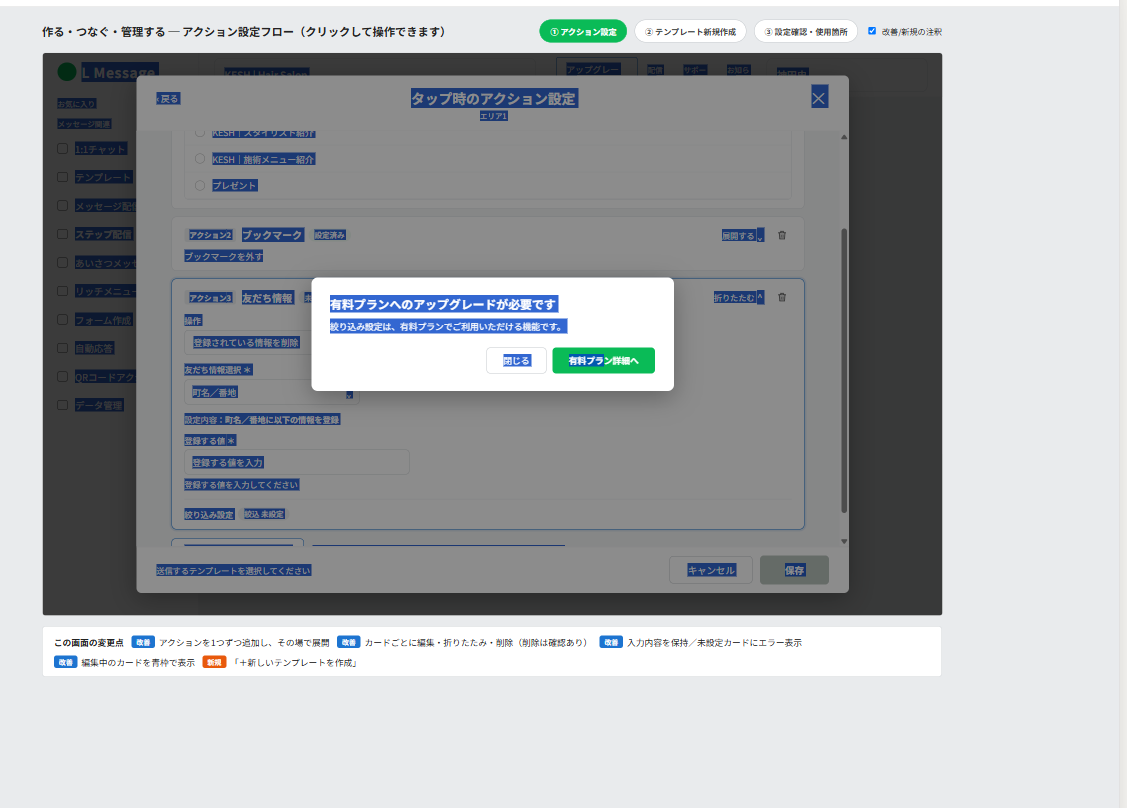 作る・つなぐ・管理する ― アクション設定フロー（クリックして操作できます）
① アクション設定
② テンプレート新規作成
③ 設定確認・使用箇所
改善/新規の注釈
L Message
KESH | Hair Salon
アップグレー
配信
サポー
お知ら
お気に入り
メッセージ関連
1:1チャット
テンプレート
メッセージ配信
ステップ配信
あいさつメッセ
リッチメニュー
フォーム作成
自動応答
QRコードアク
データ管理
戻る
タップ時のアクション設定
エリア1
KESH｜スタイリスト紹介
KESH｜施術メニュー紹介
プレゼント
アクション2 ブックマーク 設定済み
展開する
ブックマークを外す
アクション3 友だち情報
折りたたむ
操作
登録されている情報を削除
友だち情報選択 ＊
町名／番地
設定内容：町名／番地に以下の情報を登録
登録する値 ＊
登録する値を入力
登録する値を入力してください
絞り込み設定 絞込 未設定
有料プランへのアップグレードが必要です
絞り込み設定は、有料プランでご利用いただける機能です。
閉じる
有料プラン詳細へ
送信するテンプレートを選択してください
キャンセル
保存
この画面の変更点 改善 アクションを1つずつ追加し、その場で展開 改善 カードごとに編集・折りたたみ・削除（削除は確認あり） 改善 入力内容を保持／未設定カードにエラー表示
改善 編集中のカードを青枠で表示 新規 「＋新しいテンプレートを作成」